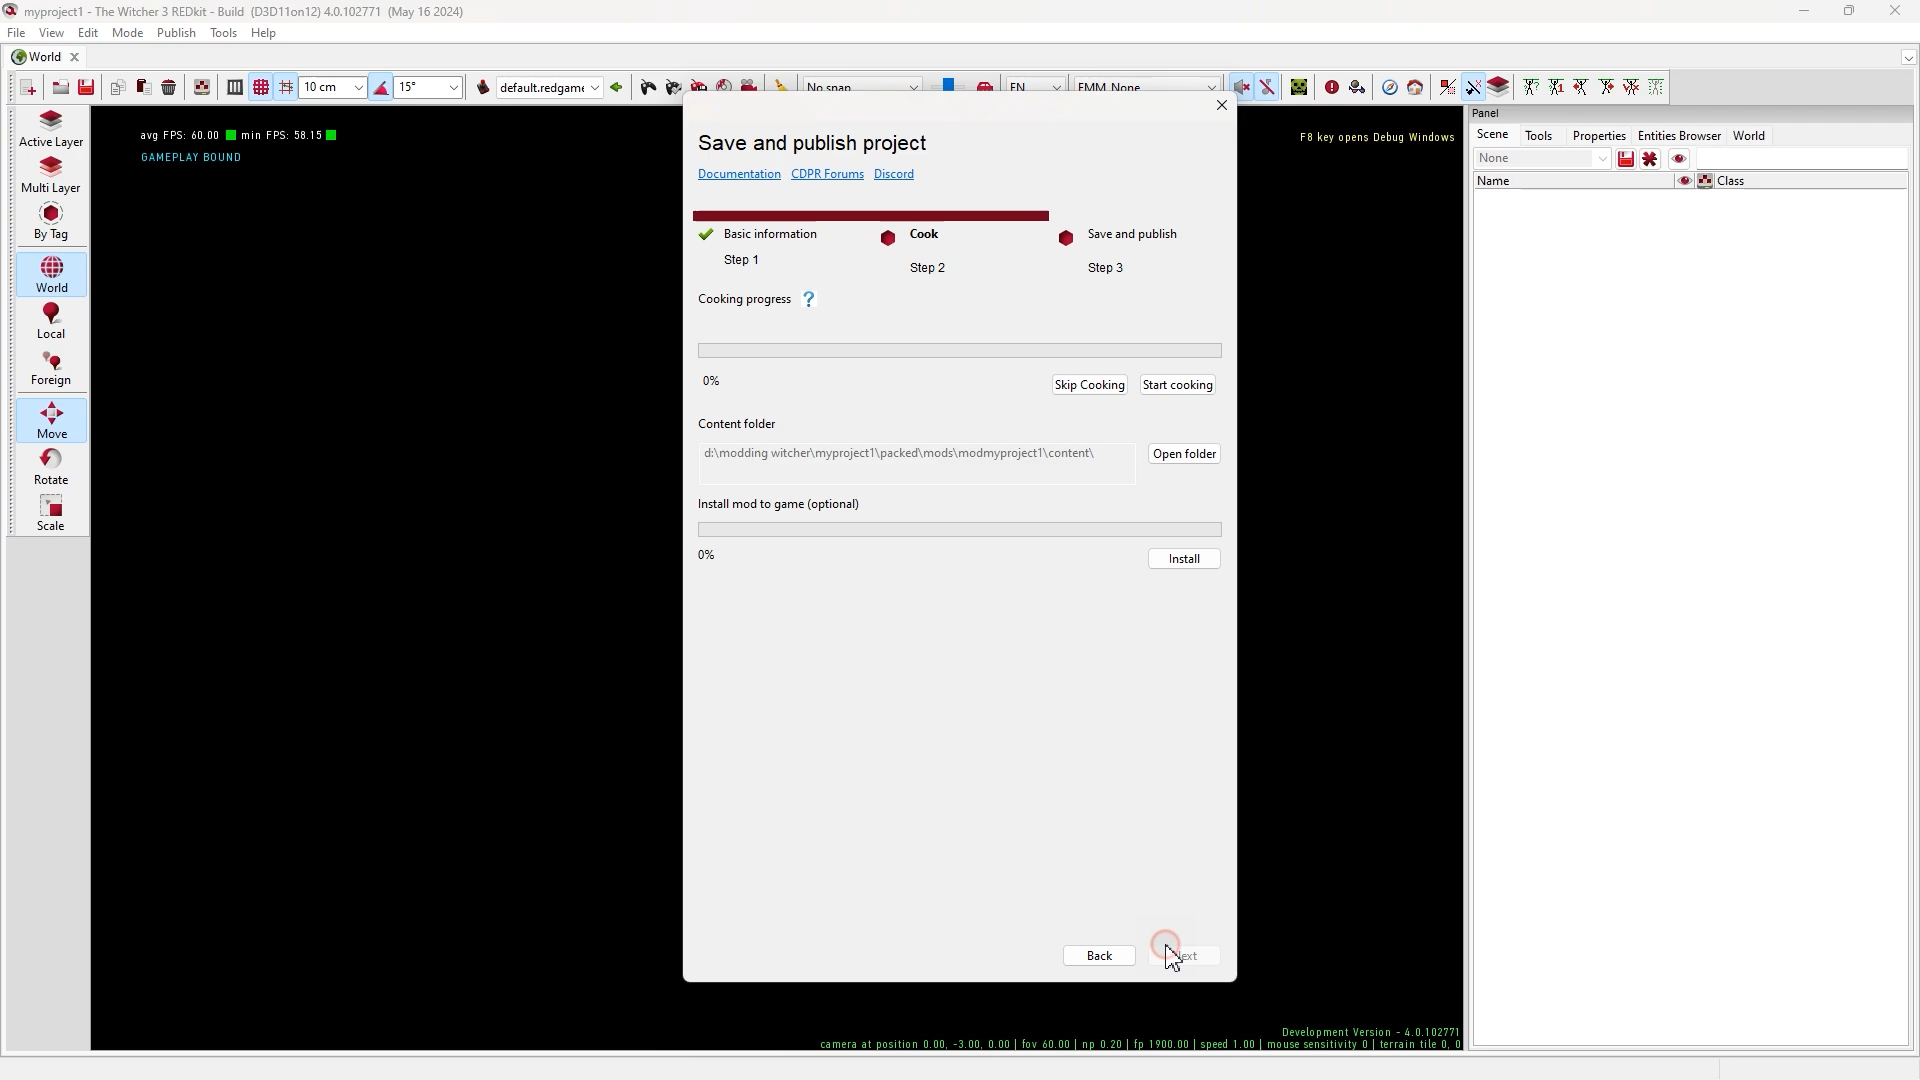 myproject1 - The Witcher 3 REDkit - Build (D3D11on12) 4.0.102771 (May 16 2024)
File View Edit Mode Publish Tools Help
World
10 cm 15° default.redgame No snap EN FMM None
Active Layer
Multi Layer
By Tag
World
Local
Foreign
Move
Rotate
Scale
avg FPS: 60.00 min FPS: 58.15
GAMEPLAY BOUND
F8 key opens Debug Windows
Save and publish project
Documentation CDPR Forums Discord
Basic information Cook Save and publish
Step 1 Step 2 Step 3
Cooking progress ?
0% Skip Cooking Start cooking
Content folder
d:\modding witcher\myproject1\packed\mods\modmyproject1\content\ Open folder
Install mod to game (optional)
0% Install
Back
Panel
Scene Tools Properties Entities Browser World
None
Name Class
Development Version - 4.0.102771
camera at position 0.00, -3.00, 0.00 | fov 60.00 | np 0.20 | fp 1900.00 | speed 1.00 | mouse sensitivity 0 | terrain tile 0, 0